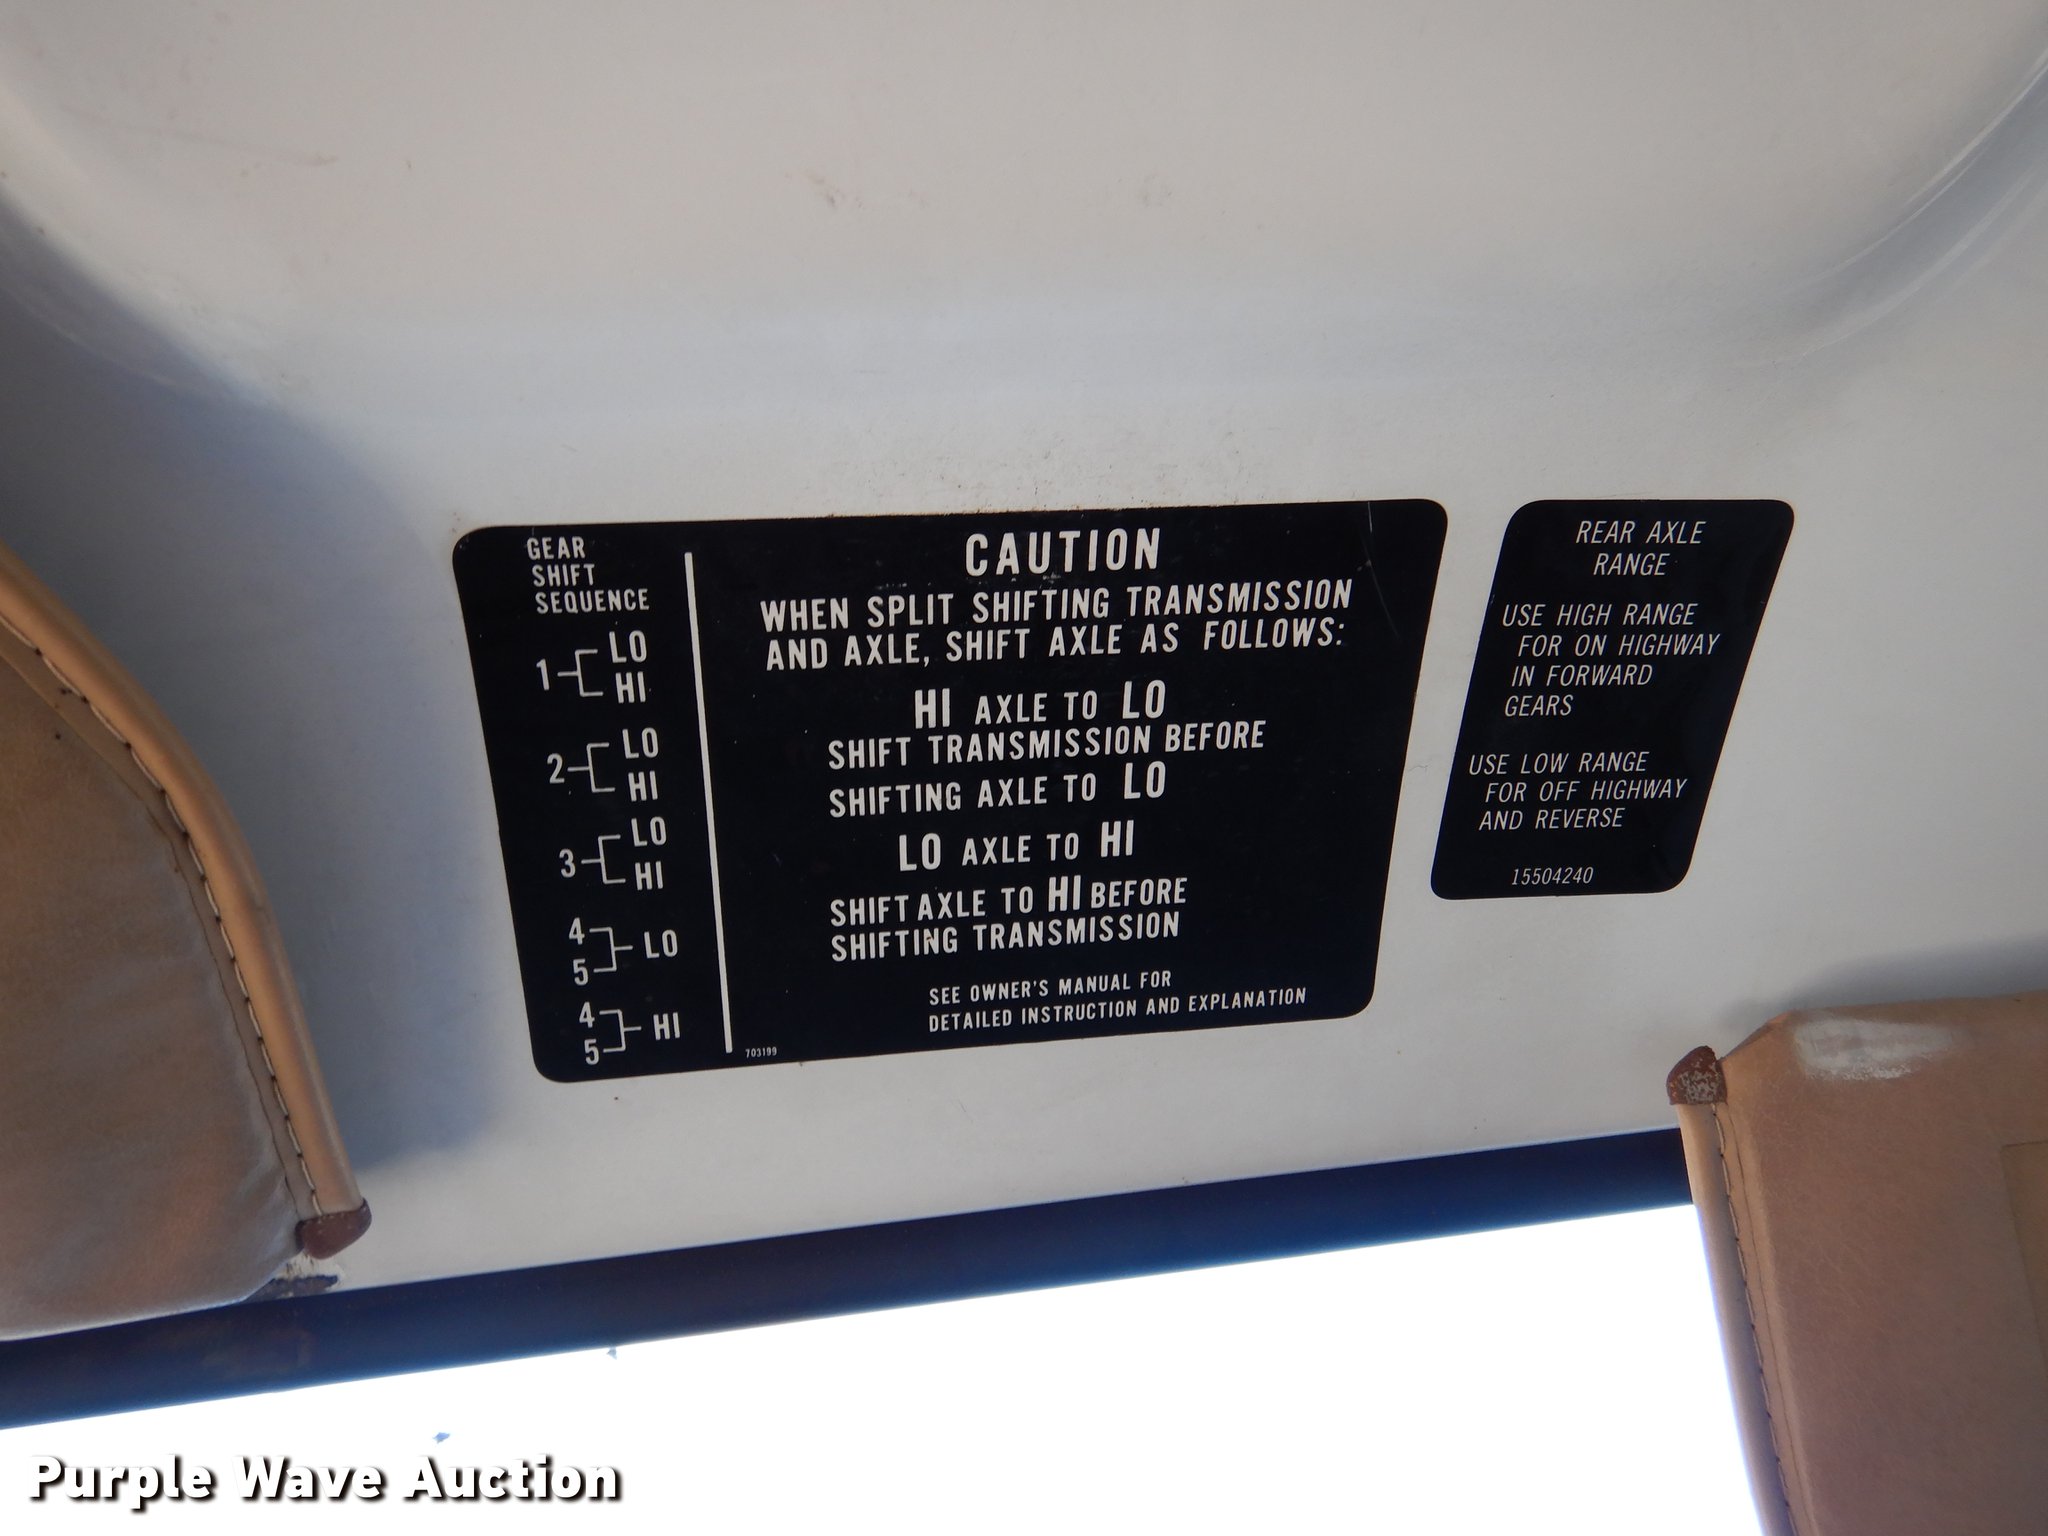 GEAR
SHIFT
SEQUENCE
1 LO
HI
2 LO
HI
3 LO
HI
4
5 LO
4
5 HI
CAUTION
WHEN SPLIT SHIFTING TRANSMISSION
AND AXLE, SHIFT AXLE AS FOLLOWS:
HI AXLE TO LO
SHIFT TRANSMISSION BEFORE
SHIFTING AXLE TO LO
LO AXLE TO HI
SHIFT AXLE TO HI BEFORE
SHIFTING TRANSMISSION
SEE OWNER'S MANUAL FOR
DETAILED INSTRUCTION AND EXPLANATION
703199
REAR AXLE
RANGE
USE HIGH RANGE
FOR ON HIGHWAY
IN FORWARD
GEARS
USE LOW RANGE
FOR OFF HIGHWAY
AND REVERSE
15504240
Purple Wave Auction